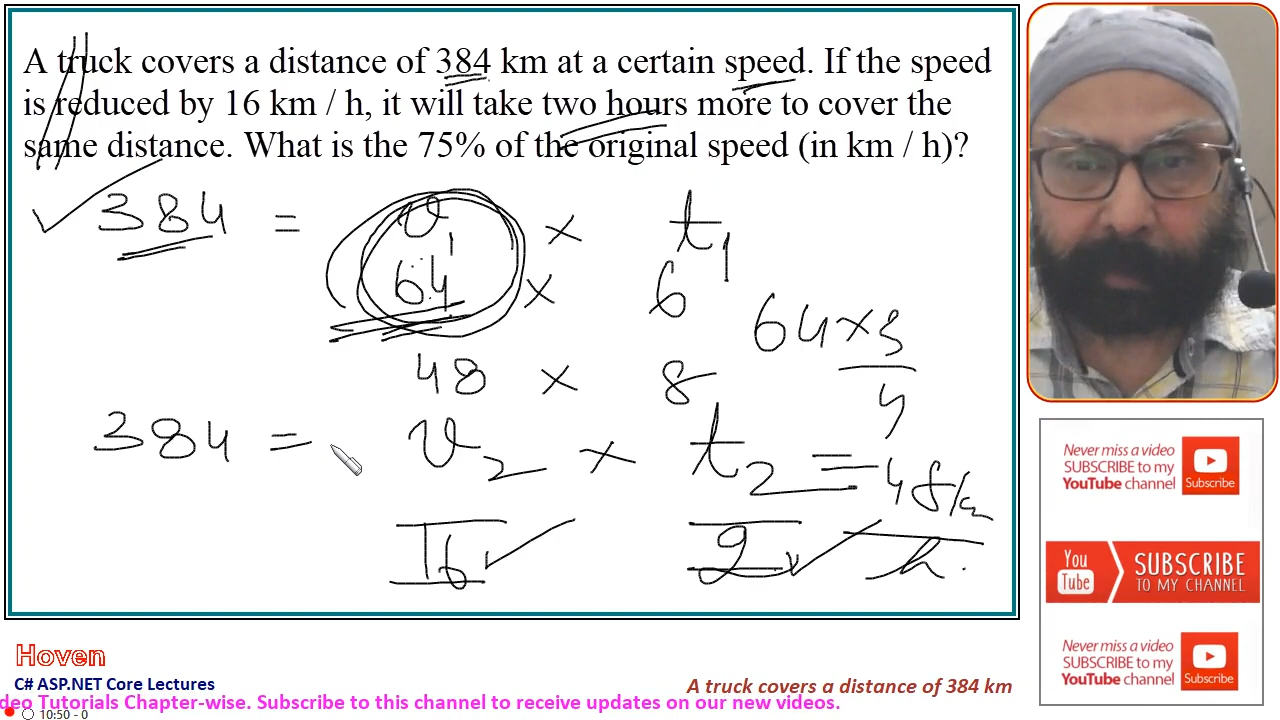 A truck covers a distance of 384 km at a certain speed. If the speed
is reduced by 16 km / h, it will take two hours more to cover the
same distance. What is the 75% of the original speed (in km / h)?
384 = v1 × t1
64 × 6
64×3
4
48 × 8
384 = v2 × t2
= 48 km
h.
16
2
Never miss a video
SUBSCRIBE to my
YouTube channel
Subscribe
You
Tube
SUBSCRIBE
TO MY CHANNEL
Never miss a video
SUBSCRIBE to my
YouTube channel
Subscribe
Hoven
C# ASP.NET Core Lectures
A truck covers a distance of 384 km
deo Tutorials Chapter-wise. Subscribe to this channel to receive updates on our new videos.
10:50 - 0